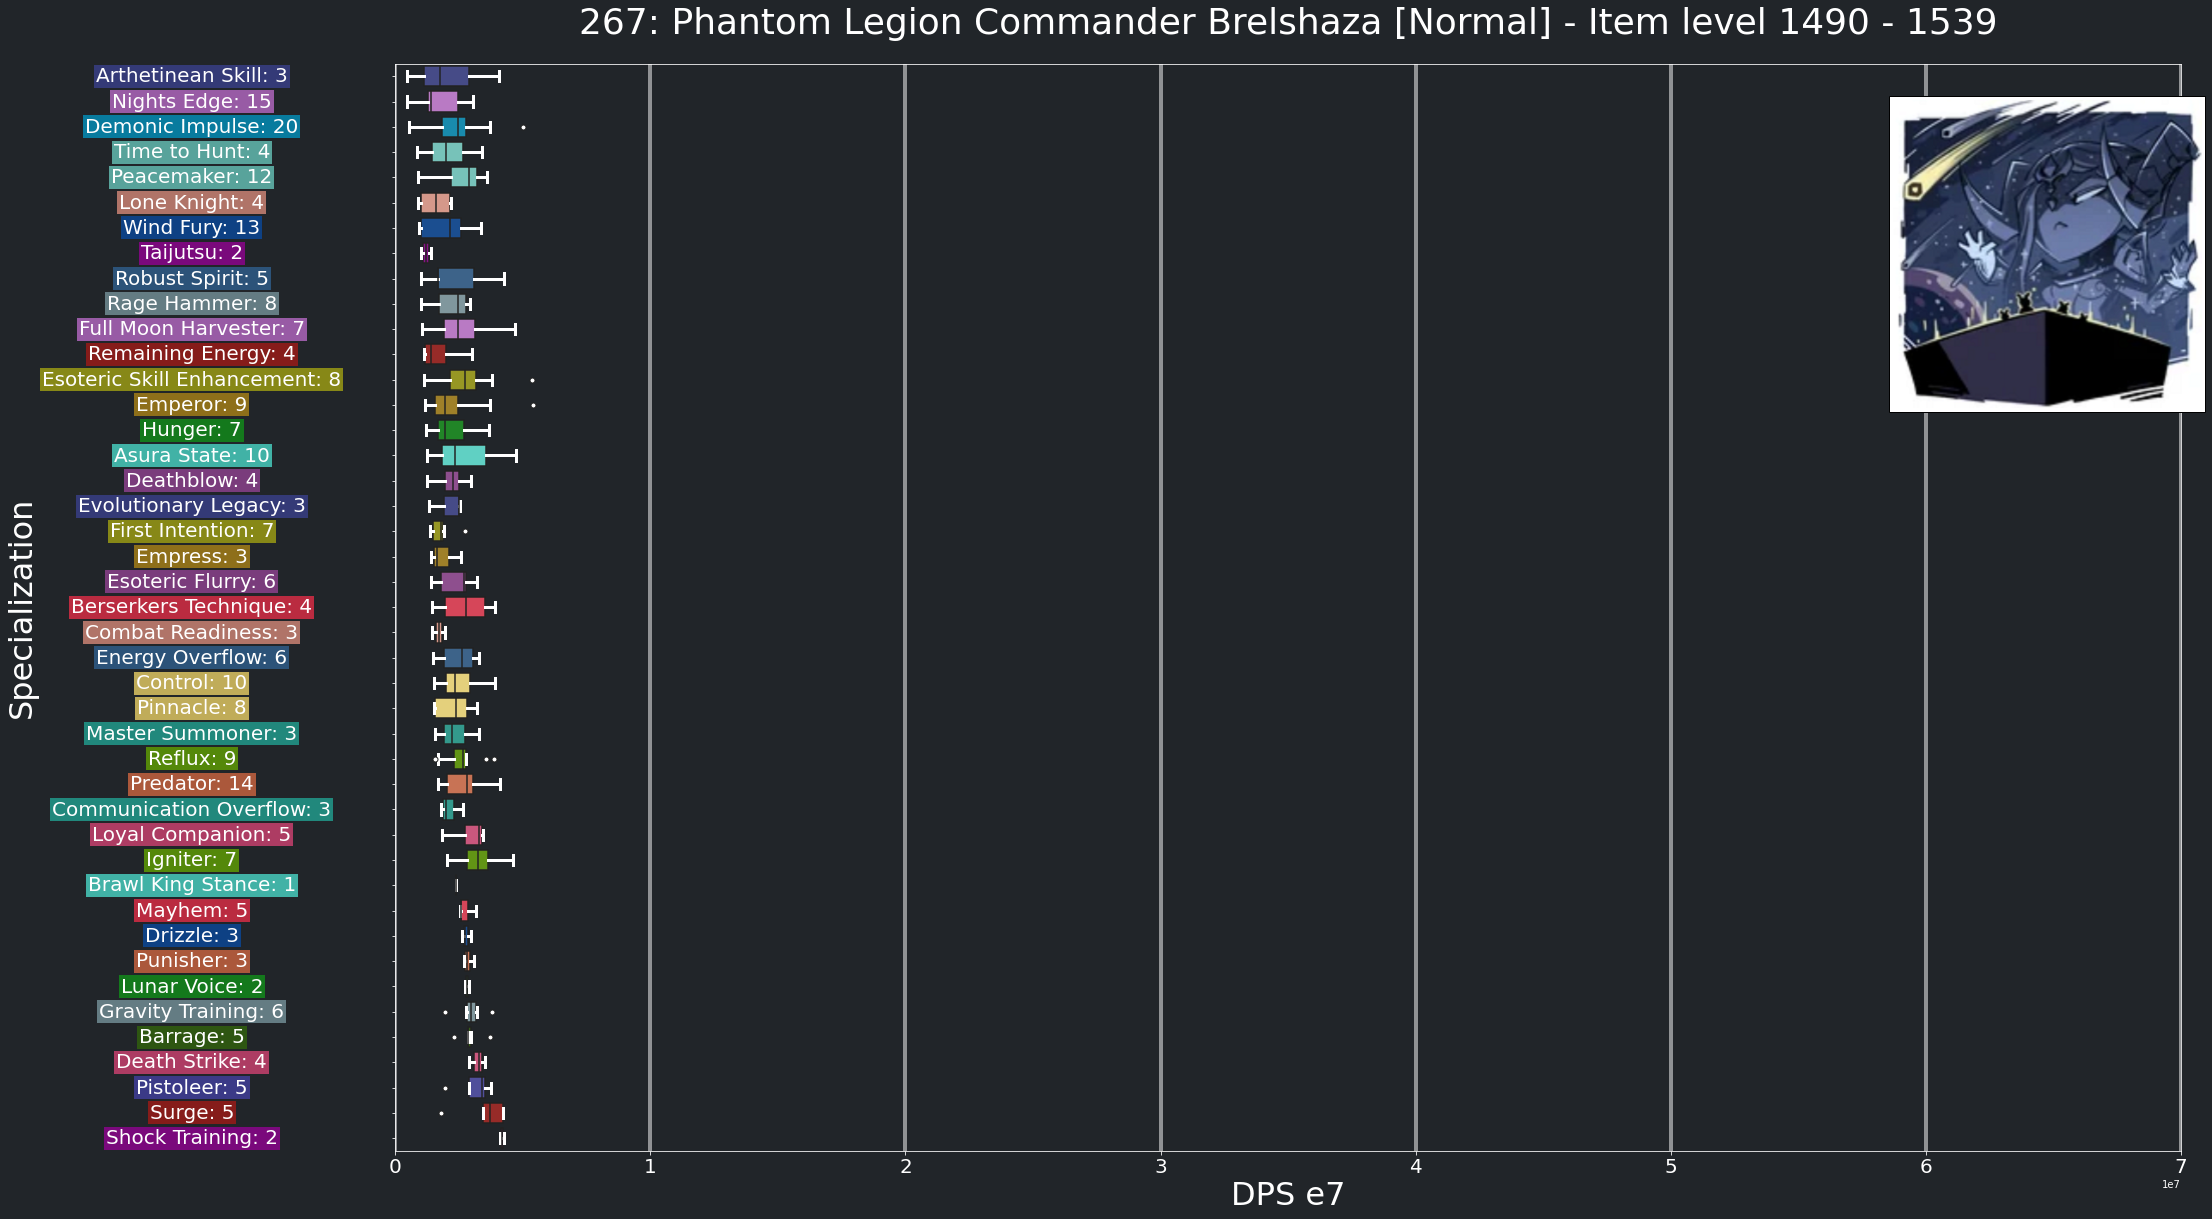 267: Phantom Legion Commander Brelshaza [Normal] - Item level 1490 - 1539
Arthetinean Skill: 3
Nights Edge: 15
Demonic Impulse: 20
Time to Hunt: 4
Peacemaker: 12
Lone Knight: 4
Wind Fury: 13
Taijutsu: 2
Robust Spirit: 5
Rage Hammer: 8
Full Moon Harvester: 7
Remaining Energy: 4
Esoteric Skill Enhancement: 8
Emperor: 9
Hunger: 7
Asura State: 10
Deathblow: 4
Evolutionary Legacy: 3
First Intention: 7
Empress: 3
Esoteric Flurry: 6
Berserkers Technique: 4
Combat Readiness: 3
Energy Overflow: 6
Control: 10
Pinnacle: 8
Master Summoner: 3
Reflux: 9
Predator: 14
Communication Overflow: 3
Loyal Companion: 5
Igniter: 7
Brawl King Stance: 1
Mayhem: 5
Drizzle: 3
Punisher: 3
Lunar Voice: 2
Gravity Training: 6
Barrage: 5
Death Strike: 4
Pistoleer: 5
Surge: 5
Shock Training: 2
Specialization
0 1 2 3 4 5 6 7
1e7
DPS e7